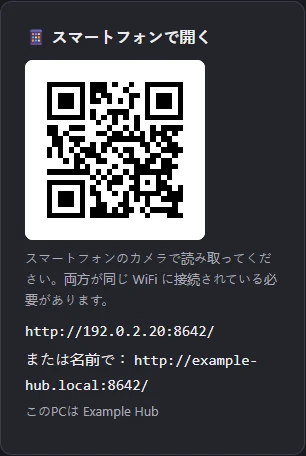 スマートフォンで開く
スマートフォンのカメラで読み取ってくだ
さい。両方が同じ WiFi に接続されている必
要があります。
http://192.0.2.20:8642/
または名前で： http://example-
hub.local:8642/
このPCは Example Hub